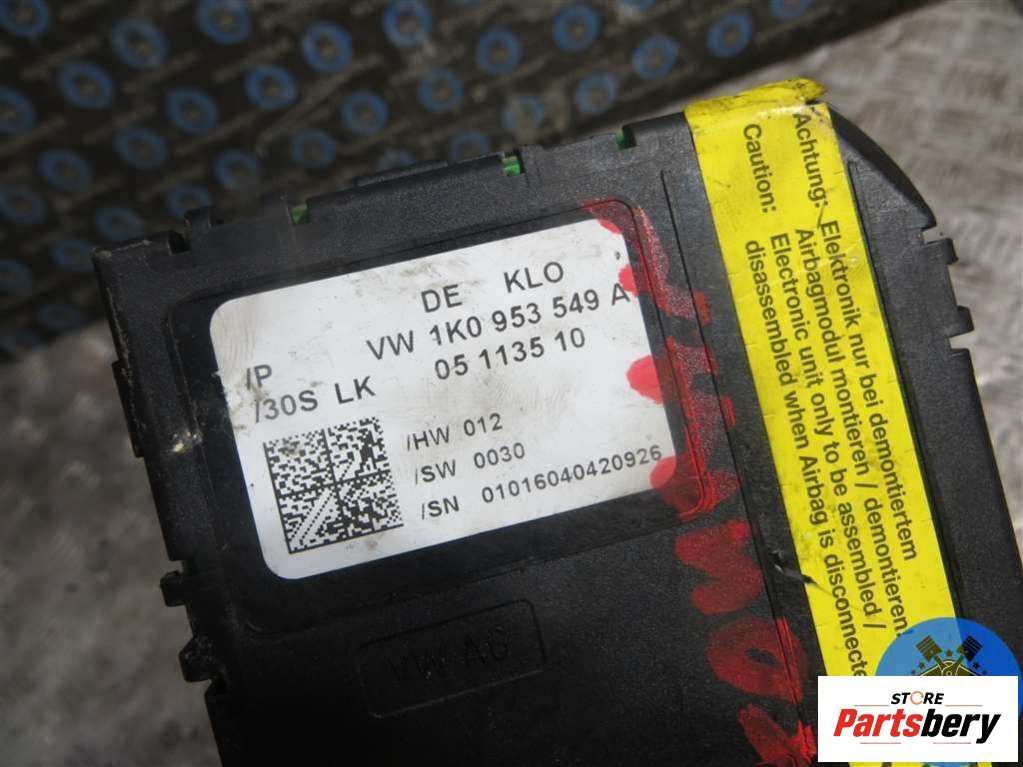 DE KLO
/P VW 1K0 953 549 A
/30S LK 05 1135 10
/HW 012
/SW 0030
/SN 01016040420926
VW AG
Achtung: Elektronik nur bei demontiertem
Airbagmodul montieren / demontieren.
Caution: Electronic unit only to be assembled /
disassembled when Airbag is disconnecte
STORE
Partsbery